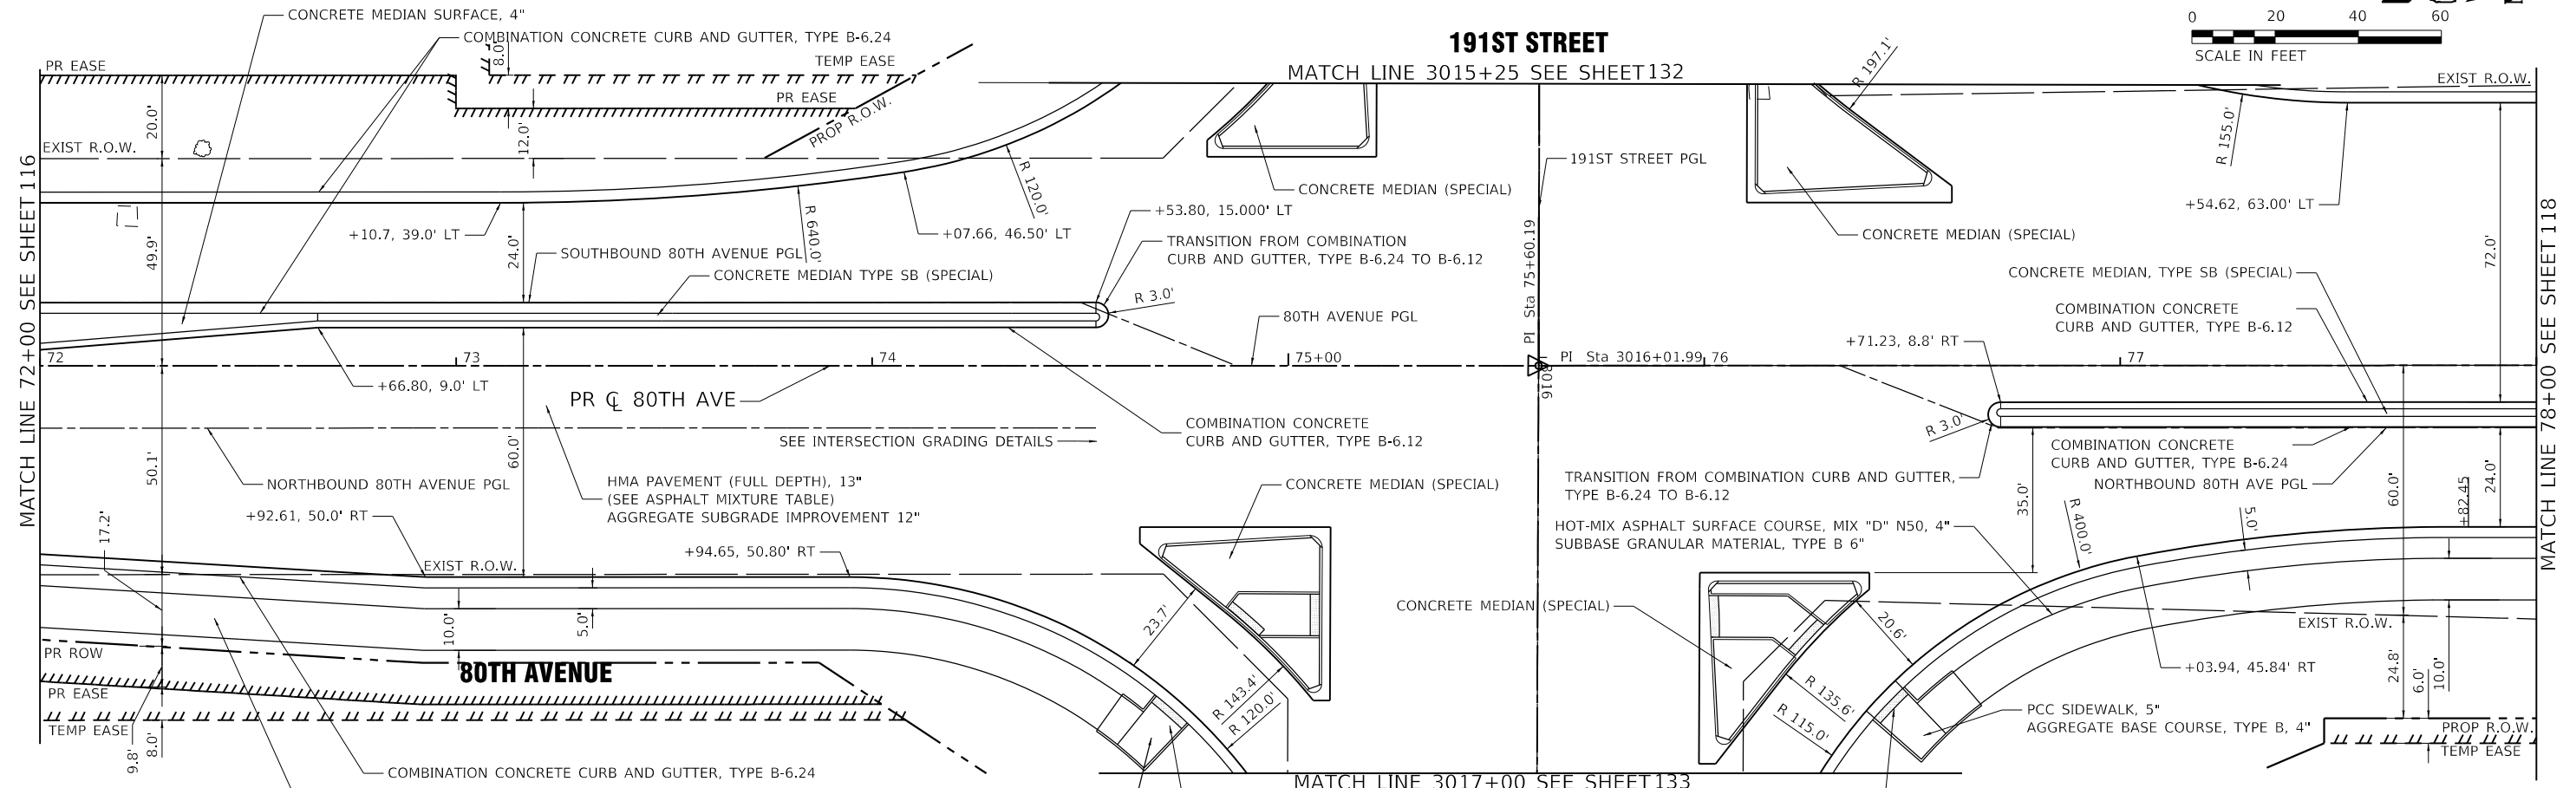 CONCRETE MEDIAN SURFACE, 4"
COMBINATION CONCRETE CURB AND GUTTER, TYPE B-6.24
8.0'
TEMP EASE
PR EASE
PR EASE
PROP R.O.W.
20.0'
12.0'
EXIST R.O.W.
191ST STREET
MATCH LINE 3015+25 SEE SHEET 132
R 197.1'
0 20 40 60
SCALE IN FEET
EXIST R.O.W.
R 155.0'
191ST STREET PGL
CONCRETE MEDIAN (SPECIAL)
+54.62, 63.00' LT
CONCRETE MEDIAN (SPECIAL)
MATCH LINE 72+00 SEE SHEET 116
49.9'
+10.7, 39.0' LT
24.0'
R 640.0'
R 120.0'
+07.66, 46.50' LT
+53.80, 15.000' LT
TRANSITION FROM COMBINATION
CURB AND GUTTER, TYPE B-6.24 TO B-6.12
SOUTHBOUND 80TH AVENUE PGL
CONCRETE MEDIAN TYPE SB (SPECIAL)
R 3.0'
80TH AVENUE PGL
PI Sta 75+60.19
72.0'
CONCRETE MEDIAN, TYPE SB (SPECIAL)
COMBINATION CONCRETE
CURB AND GUTTER, TYPE B-6.12
+71.23, 8.8' RT
MATCH LINE 78+00 SEE SHEET 118
72
73
74
75+00
PI Sta 3016+01.99
76
77
3016
+66.80, 9.0' LT
PR ℄ 80TH AVE
COMBINATION CONCRETE
CURB AND GUTTER, TYPE B-6.12
SEE INTERSECTION GRADING DETAILS
R 3.0'
COMBINATION CONCRETE
CURB AND GUTTER, TYPE B-6.24
NORTHBOUND 80TH AVE PGL
50.1'
60.0'
NORTHBOUND 80TH AVENUE PGL
HMA PAVEMENT (FULL DEPTH), 13"
(SEE ASPHALT MIXTURE TABLE)
AGGREGATE SUBGRADE IMPROVEMENT 12"
CONCRETE MEDIAN (SPECIAL)
TRANSITION FROM COMBINATION CURB AND GUTTER,
TYPE B-6.24 TO B-6.12
35.0'
60.0'
+82.45
24.0'
+92.61, 50.0' RT
17.2'
HOT-MIX ASPHALT SURFACE COURSE, MIX "D" N50, 4"
SUBBASE GRANULAR MATERIAL, TYPE B 6"
R 400.0'
5.0'
+94.65, 50.80' RT
EXIST R.O.W.
CONCRETE MEDIAN (SPECIAL)
10.0'
5.0'
23.7'
20.6'
EXIST R.O.W.
PR ROW
80TH AVENUE
PR EASE
+03.94, 45.84' RT
24.8'
6.0'
10.0'
R 143.4'
R 120.0'
R 135.6'
R 115.0'
PCC SIDEWALK, 5"
AGGREGATE BASE COURSE, TYPE B, 4"
PROP R.O.W.
TEMP EASE
TEMP EASE
9.8'
8.0'
COMBINATION CONCRETE CURB AND GUTTER, TYPE B-6.24
MATCH LINE 3017+00 SEE SHEET 133